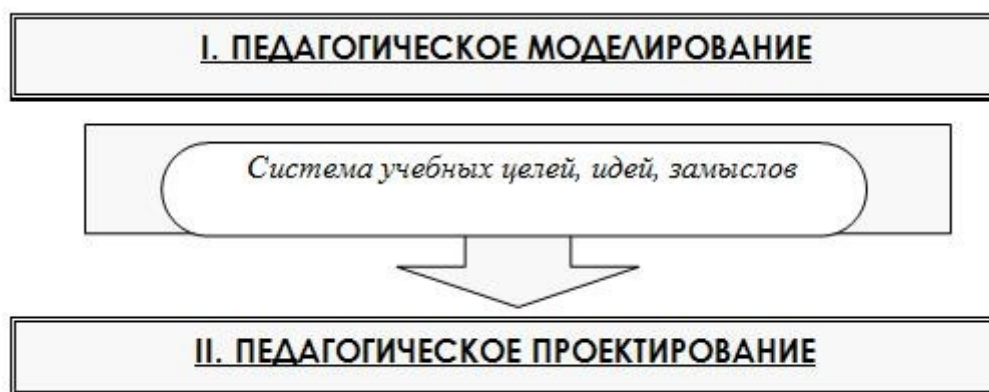 I. ПЕДАГОГИЧЕСКОЕ МОДЕЛИРОВАНИЕ
Система учебных целей, идей, замыслов
II. ПЕДАГОГИЧЕСКОЕ ПРОЕКТИРОВАНИЕ